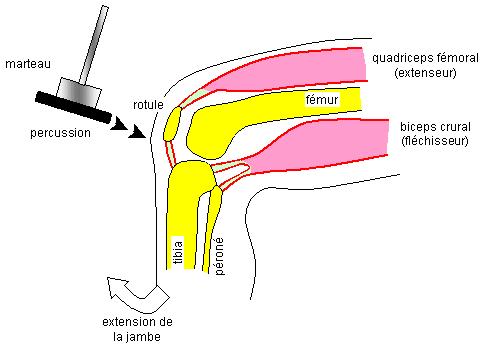 marteau
percussion
rotule
quadriceps fémoral
(extenseur)
fémur
biceps crural
(fléchisseur)
tibia
péroné
extension de
la jambe